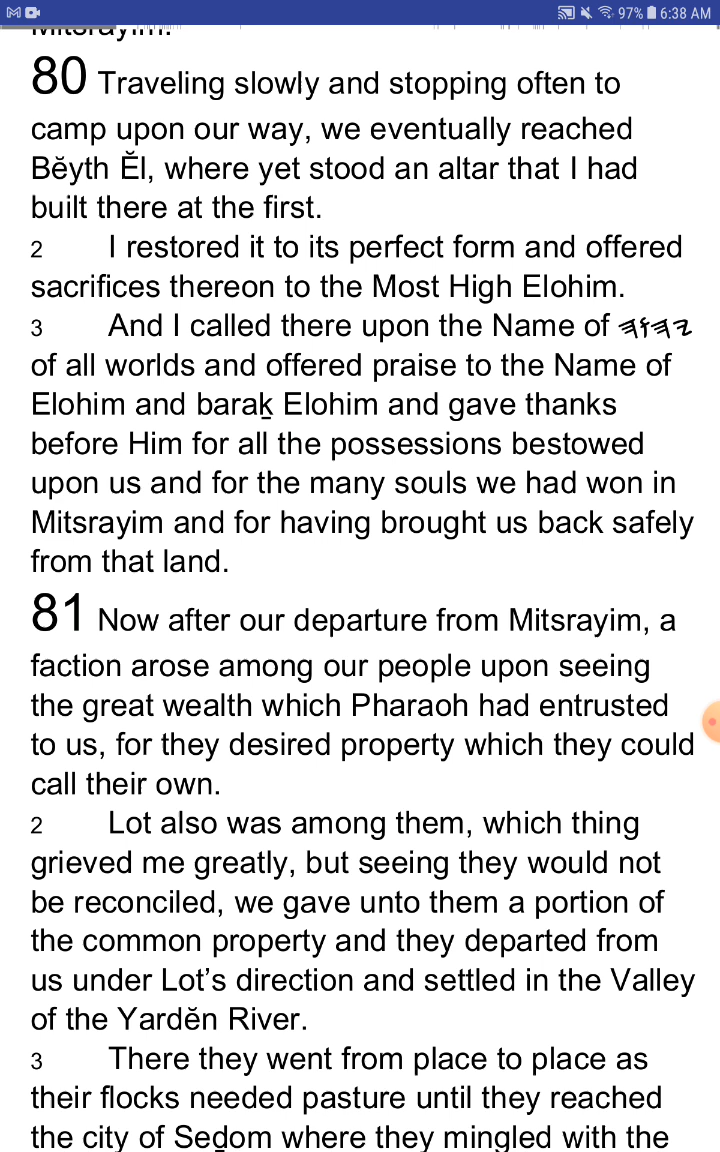 97% 6:38 AM
Mitsrayim.
80 Traveling slowly and stopping often to
camp upon our way, we eventually reached
Bĕyth Ĕl, where yet stood an altar that I had
built there at the first.
2 I restored it to its perfect form and offered
sacrifices thereon to the Most High Elohim.
3 And I called there upon the Name of 𐤉𐤄𐤅𐤄
of all worlds and offered praise to the Name of
Elohim and baraḵ Elohim and gave thanks
before Him for all the possessions bestowed
upon us and for the many souls we had won in
Mitsrayim and for having brought us back safely
from that land.
81 Now after our departure from Mitsrayim, a
faction arose among our people upon seeing
the great wealth which Pharaoh had entrusted
to us, for they desired property which they could
call their own.
2 Lot also was among them, which thing
grieved me greatly, but seeing they would not
be reconciled, we gave unto them a portion of
the common property and they departed from
us under Lot’s direction and settled in the Valley
of the Yardĕn River.
3 There they went from place to place as
their flocks needed pasture until they reached
the city of Seḏom where they mingled with the